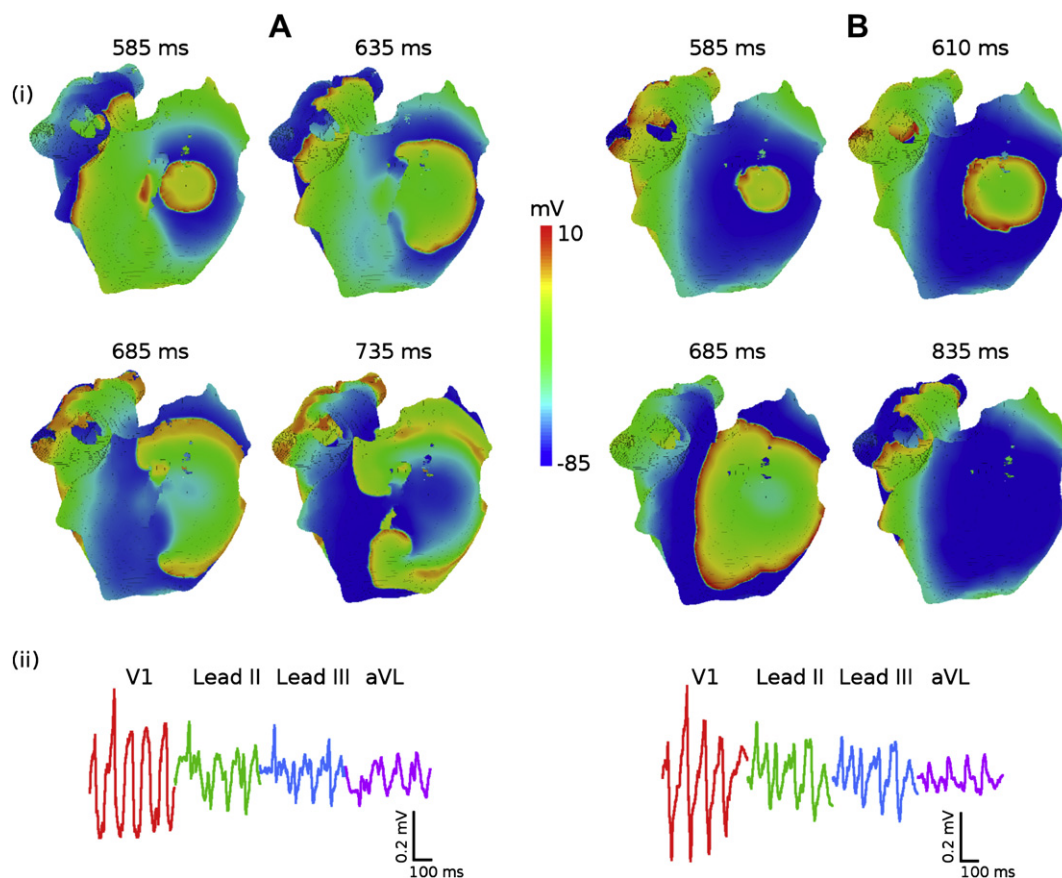 A
B
585 ms
635 ms
585 ms
610 ms
(i)
mV
10
-85
685 ms
735 ms
685 ms
835 ms
(ii)
V1 Lead II Lead III aVL
V1 Lead II Lead III aVL
0.2 mV
100 ms
0.2 mV
100 ms